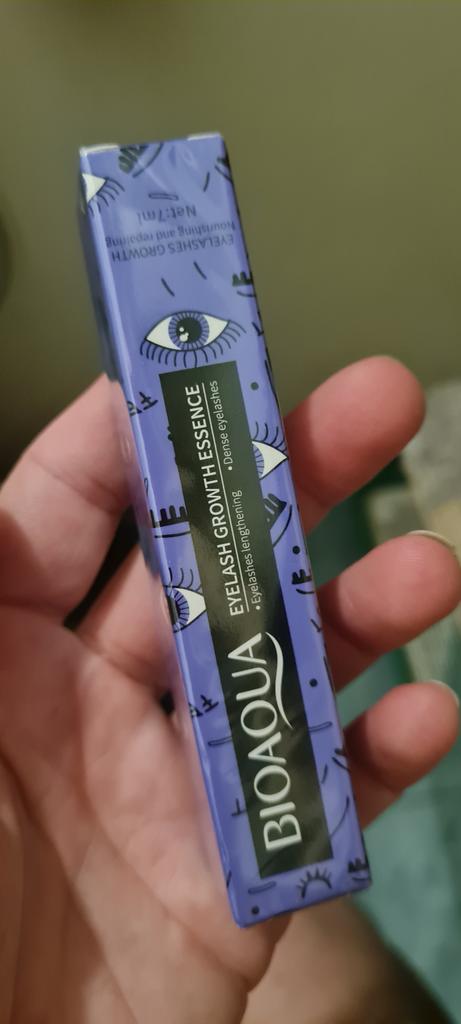 BIOAQUA
EYELASH GROWTH ESSENCE
• Eyelashes lengthening • Dense eyelashes
EYELASHES GROWTH
Nourishing and repairing
Net:7ml